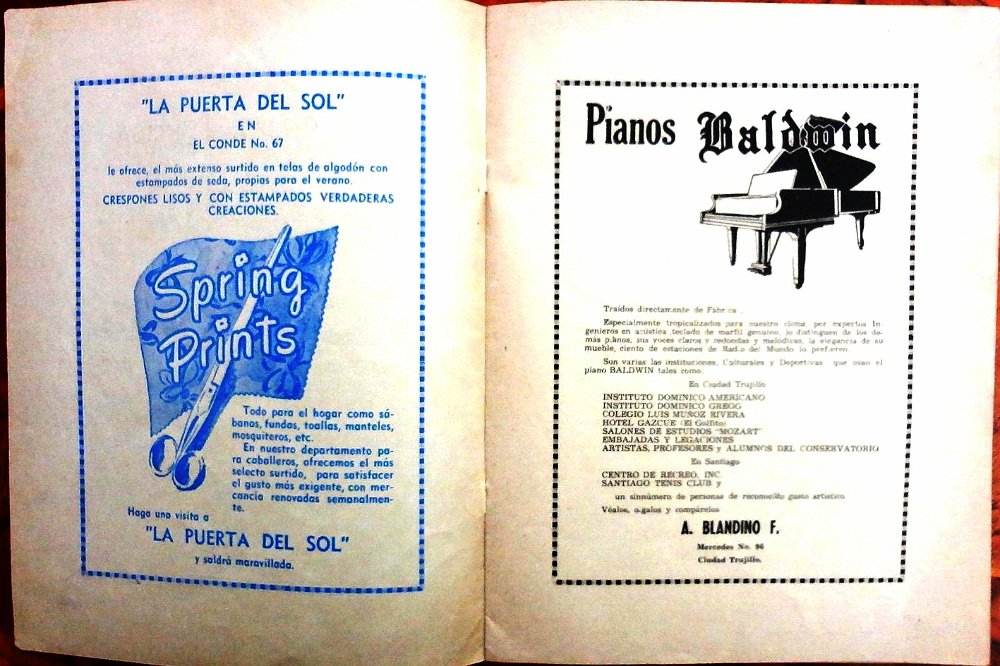 "LA PUERTA DEL SOL"
EN
EL CONDE No. 67
le ofrece, el más extenso surtido en telas de algodón con
estampados de seda, propias para el verano.
CRESPONES LISOS Y CON ESTAMPADOS VERDADERAS
CREACIONES.
Spring
Prints
Todo para el hogar como sá-
banas, fundas, toallas, manteles,
mosquiteros, etc.
En nuestro departamento pa-
ra caballeros, ofrecemos el más
selecto surtido, para satisfacer
el gusto más exigente, con mer-
cancía renovadas semanalmen-
te.
Haga una visita a
"LA PUERTA DEL SOL"
y saldrá maravillada.
Pianos Baldwin
Traídos directamente de Fábrica.
Especialmente tropicalizados para nuestro clima, por expertos In-
genieros en acústica, teclado de marfil genuino, lo distinguen de los de-
más pianos, sus voces claros y redondas y melódicas, la elegancia de su
mueble, ciento de estaciones de Radio del Mundo lo prefieren.
Son varias las instituciones, Culturales y Deportivas que usan el
piano BALDWIN tales como.
En Ciudad Trujillo
INSTITUTO DOMINICO AMERICANO
INSTITUTO DOMINICO GREGG
COLEGIO LUIS MUÑOZ RIVERA
HOTEL GAZCUE (El Golfito)
SALONES DE ESTUDIOS "MOZART"
EMBAJADAS Y LEGACIONES
ARTISTAS, PROFESORES y ALUMNOS DEL CONSERVATORIO
En Santiago
CENTRO DE RECREO, INC.
SANTIAGO TENIS CLUB y
un sinnúmero de personas de reconocido gusto artístico
Véalos, oígalos y compárelos
A. BLANDINO F.
Mercedes No. 96
Ciudad Trujillo.